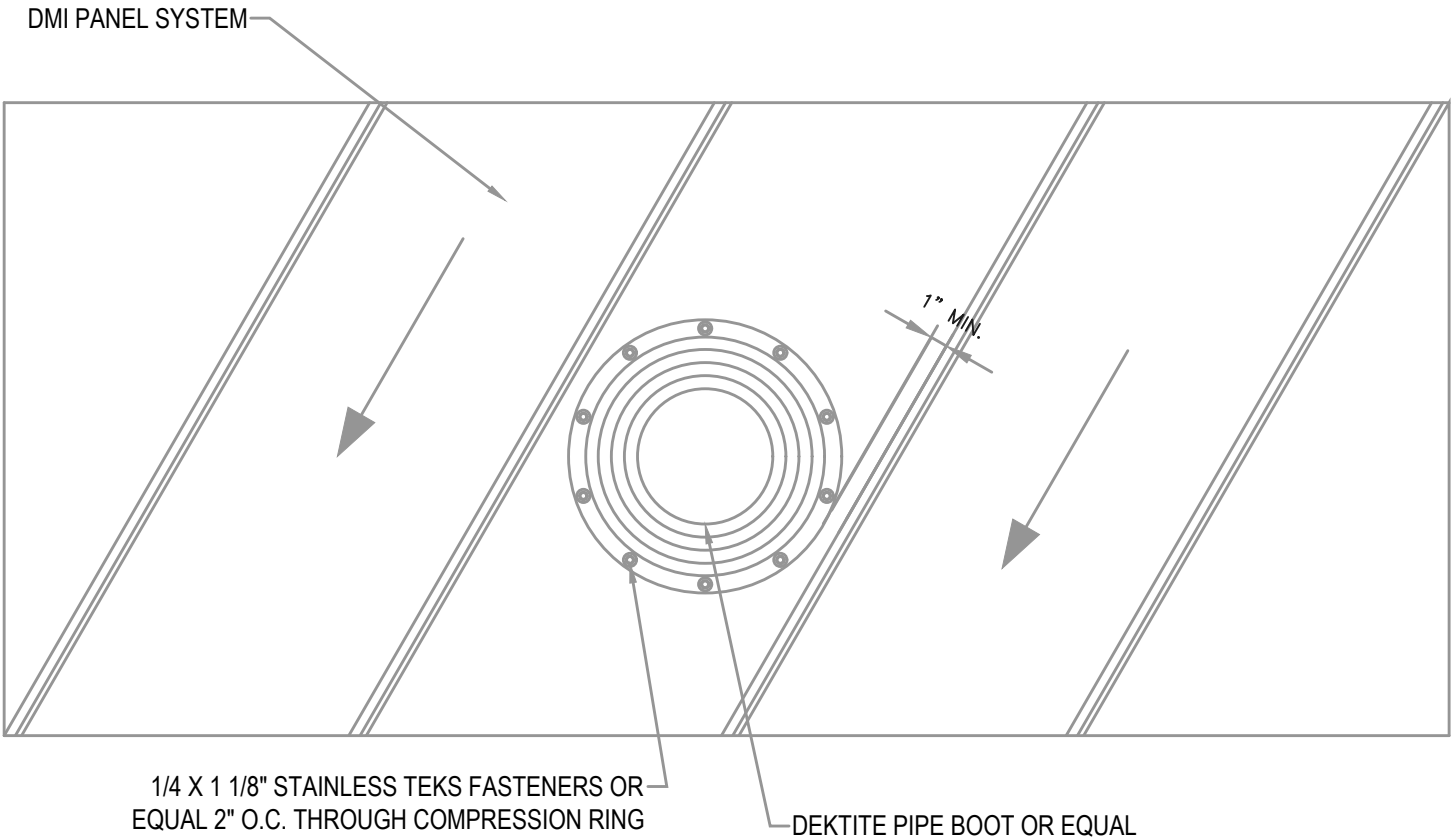 DMI PANEL SYSTEM
1” MIN.
1/4 X 1 1/8" STAINLESS TEKS FASTENERS OR
EQUAL 2" O.C. THROUGH COMPRESSION RING
DEKTITE PIPE BOOT OR EQUAL